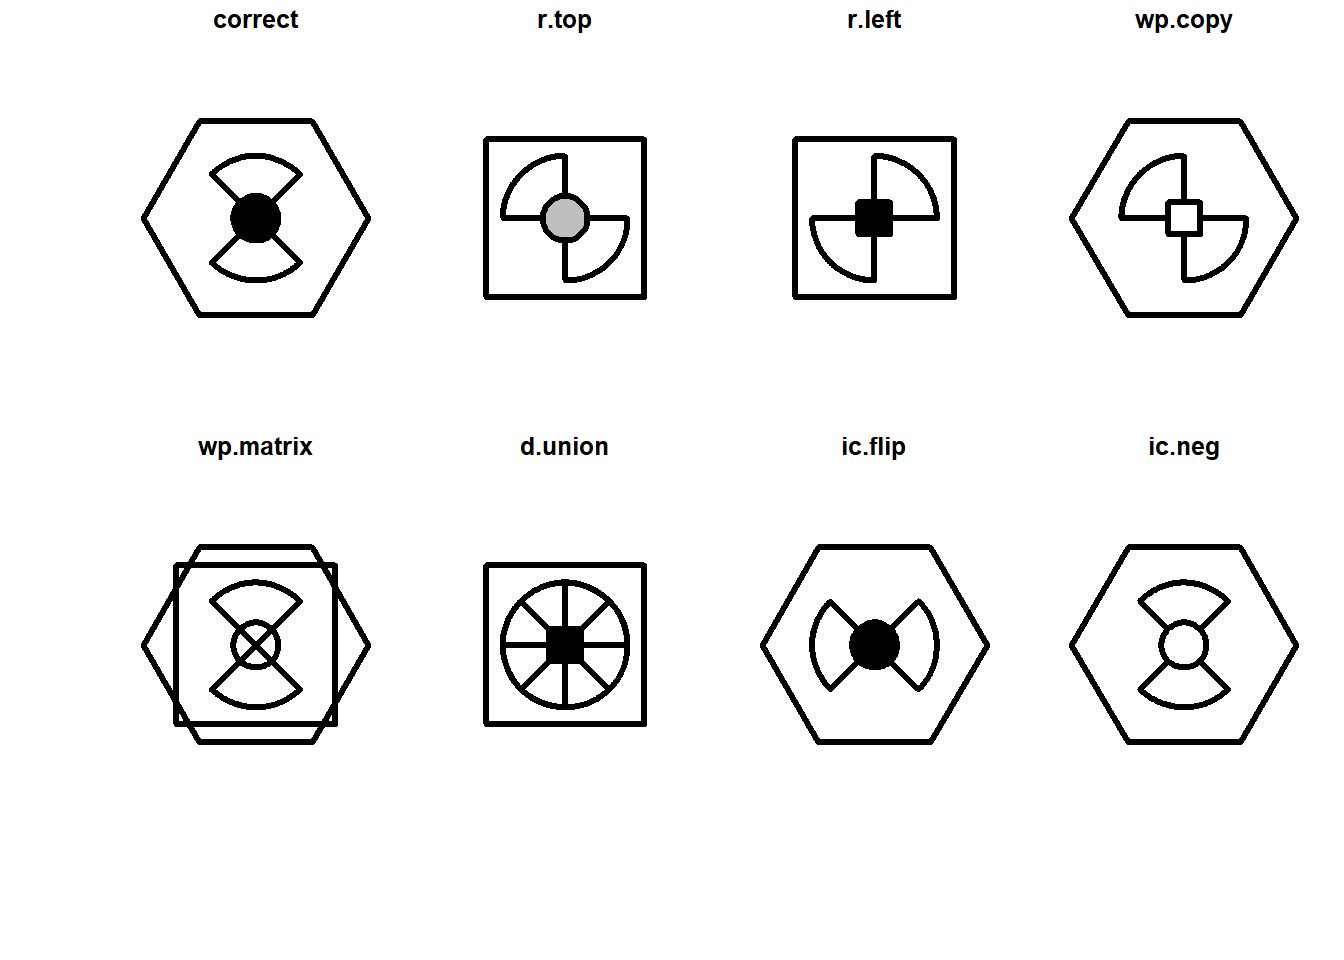 correct
r.top
r.left
wp.copy
wp.matrix
d.union
ic.flip
ic.neg